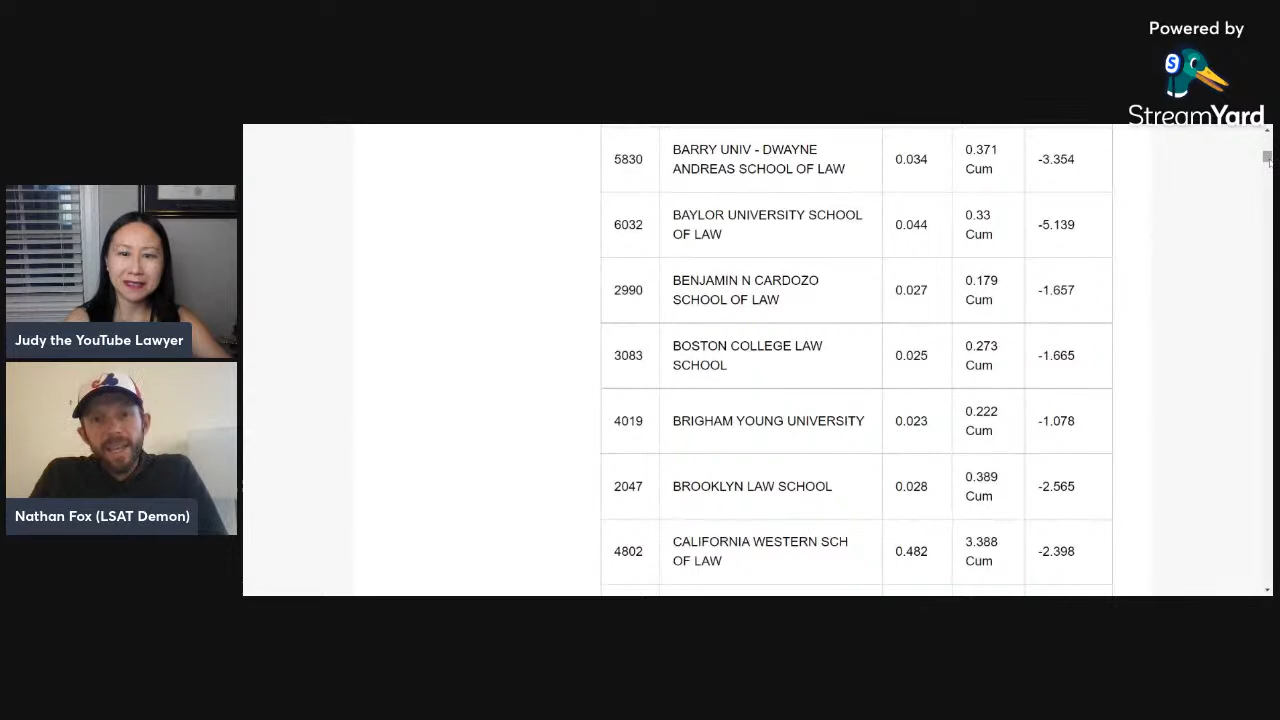 Powered by
S
StreamYard
5830 BARRY UNIV - DWAYNE ANDREAS SCHOOL OF LAW 0.034 0.371 Cum -3.354
6032 BAYLOR UNIVERSITY SCHOOL OF LAW 0.044 0.33 Cum -5.139
2990 BENJAMIN N CARDOZO SCHOOL OF LAW 0.027 0.179 Cum -1.657
3083 BOSTON COLLEGE LAW SCHOOL 0.025 0.273 Cum -1.665
4019 BRIGHAM YOUNG UNIVERSITY 0.023 0.222 Cum -1.078
2047 BROOKLYN LAW SCHOOL 0.028 0.389 Cum -2.565
4802 CALIFORNIA WESTERN SCH OF LAW 0.482 3.388 Cum -2.398
Judy the YouTube Lawyer
Nathan Fox (LSAT Demon)